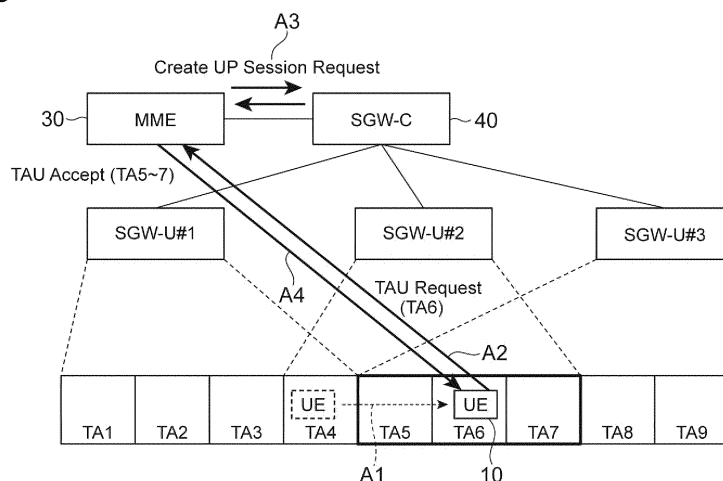 A3
Create UP Session Request
30
MME
SGW-C
40
TAU Accept (TA5~7)
SGW-U#1
SGW-U#2
SGW-U#3
A4
TAU Request
(TA6)
A2
UE
UE
TA1
TA2
TA3
TA4
TA5
TA6
TA7
TA8
TA9
A1
10